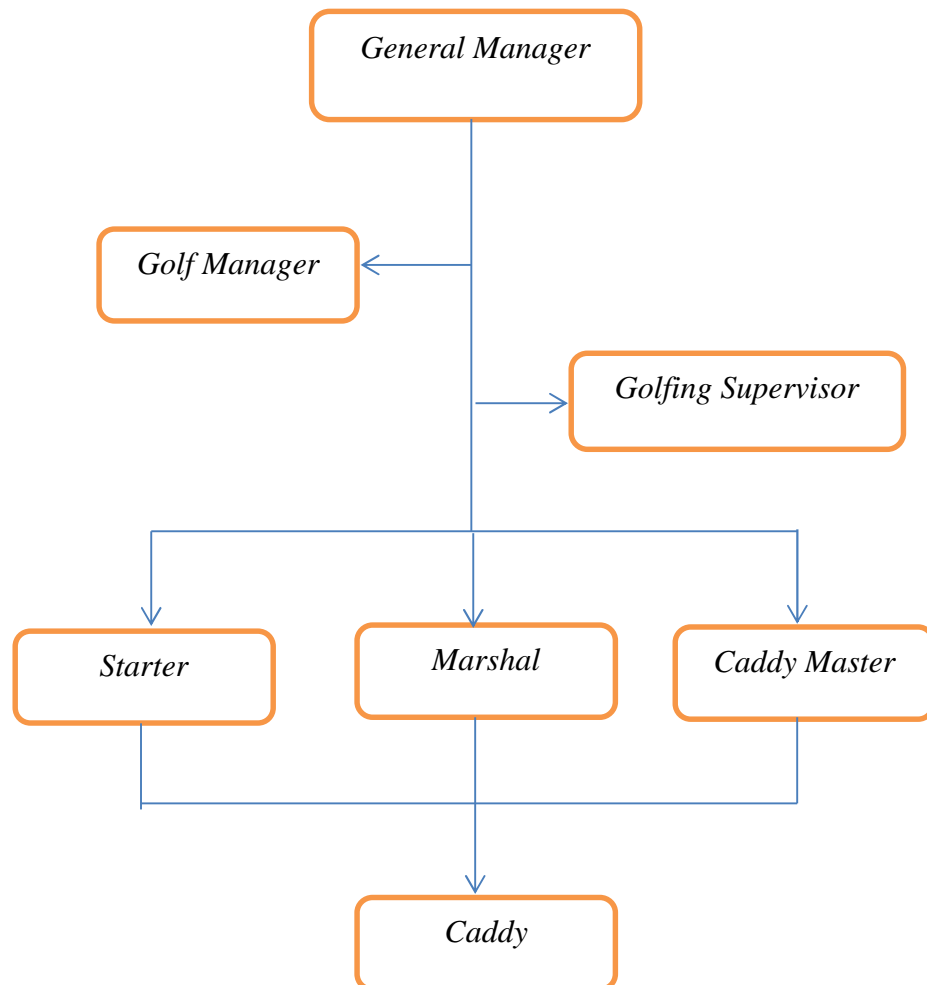 General Manager
Golf Manager
Golfing Supervisor
Starter
Marshal
Caddy Master
Caddy